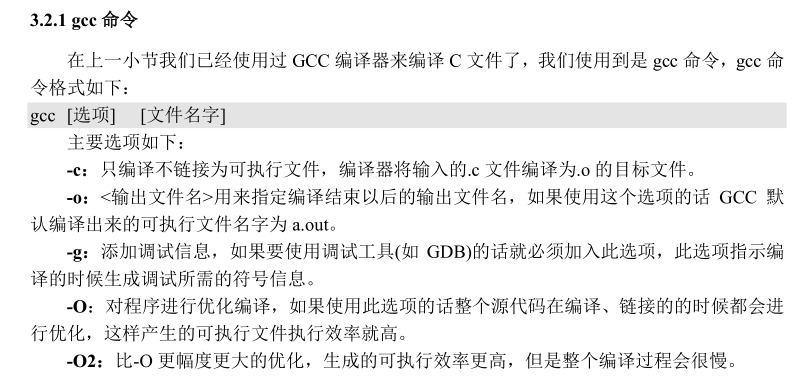 3.2.1 gcc 命令
在上一小节我们已经使用过 GCC 编译器来编译 C 文件了，我们使用到是 gcc 命令，gcc 命
令格式如下：
gcc [选项] [文件名字]
主要选项如下：
-c：只编译不链接为可执行文件，编译器将输入的.c 文件编译为.o 的目标文件。
-o：<输出文件名>用来指定编译结束以后的输出文件名，如果使用这个选项的话 GCC 默
认编译出来的可执行文件名字为 a.out。
-g：添加调试信息，如果要使用调试工具(如 GDB)的话就必须加入此选项，此选项指示编
译的时候生成调试所需的符号信息。
-O：对程序进行优化编译，如果使用此选项的话整个源代码在编译、链接的的时候都会进
行优化，这样产生的可执行文件执行效率就高。
-O2：比-O 更幅度更大的优化，生成的可执行效率更高，但是整个编译过程会很慢。